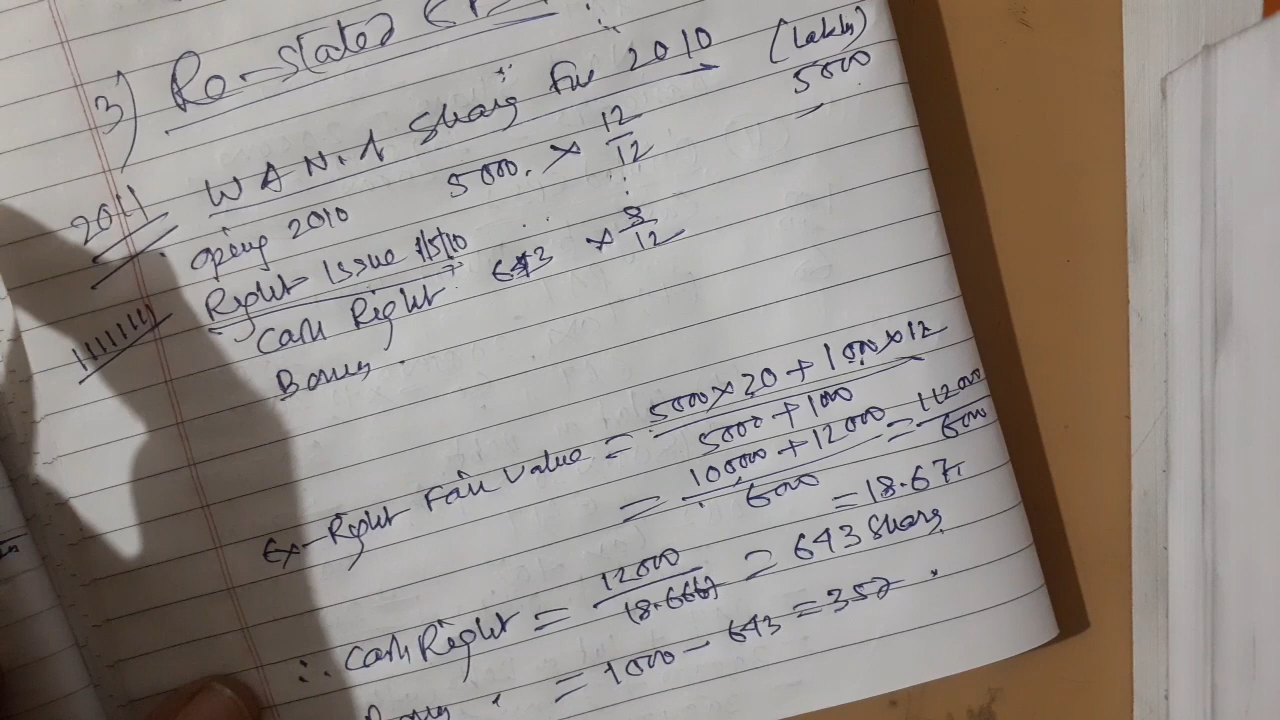 3) Re-stated
2011 W A N. A Shares for 2010 (Lakhs)
opening 2010 5000. × 12/12 5000
Right Issue 1/5/10
Cash Right 643 × 8/12
Bonus.
Ex-Right Fair Value = 5000×20 + 1000×12 / 5000 + 1000
= 100000 + 12000 / 6000 = 112000 / 6000
= 18.67.
∴ Cash Right = 12000 / 18.6667 = 643 Shares
Bonus. = 1000 - 643 = 357.